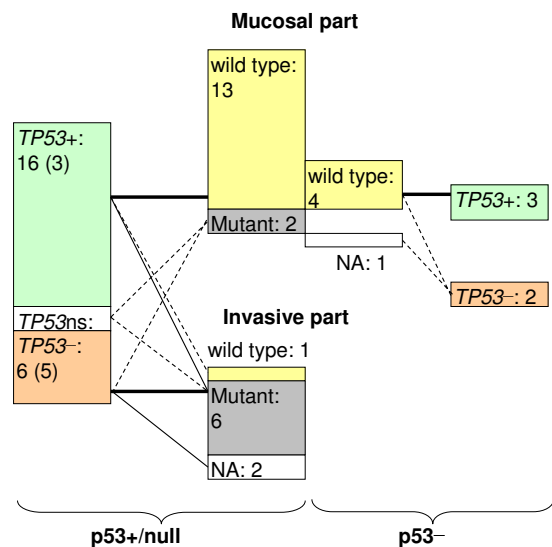 Mucosal part
wild type:
13
TP53+:
16 (3)
wild type:
4
TP53+: 3
Mutant: 2
NA: 1
TP53–: 2
TP53ns:
Invasive part
TP53–:
6 (5)
wild type: 1
Mutant:
6
NA: 2
p53+/null
p53–